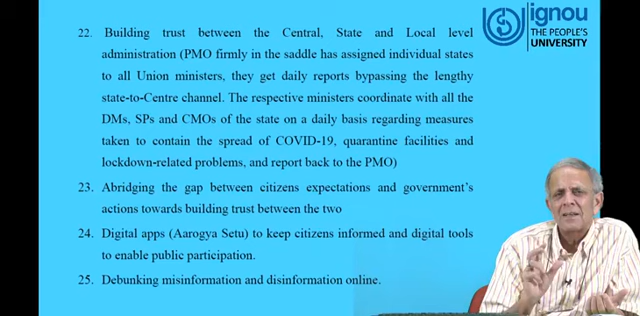 22. Building trust between the Central, State and Local level
administration (PMO firmly in the saddle has assigned individual states
to all Union ministers, they get daily reports bypassing the lengthy
state-to-Centre channel. The respective ministers coordinate with all the
DMs, SPs and CMOs of the state on a daily basis regarding measures
taken to contain the spread of COVID-19, quarantine facilities and
lockdown-related problems, and report back to the PMO)
23. Abridging the gap between citizens expectations and government's
actions towards building trust between the two
24. Digital apps (Aarogya Setu) to keep citizens informed and digital tools
to enable public participation.
25. Debunking misinformation and disinformation online.
ignou
THE PEOPLE'S
UNIVERSITY